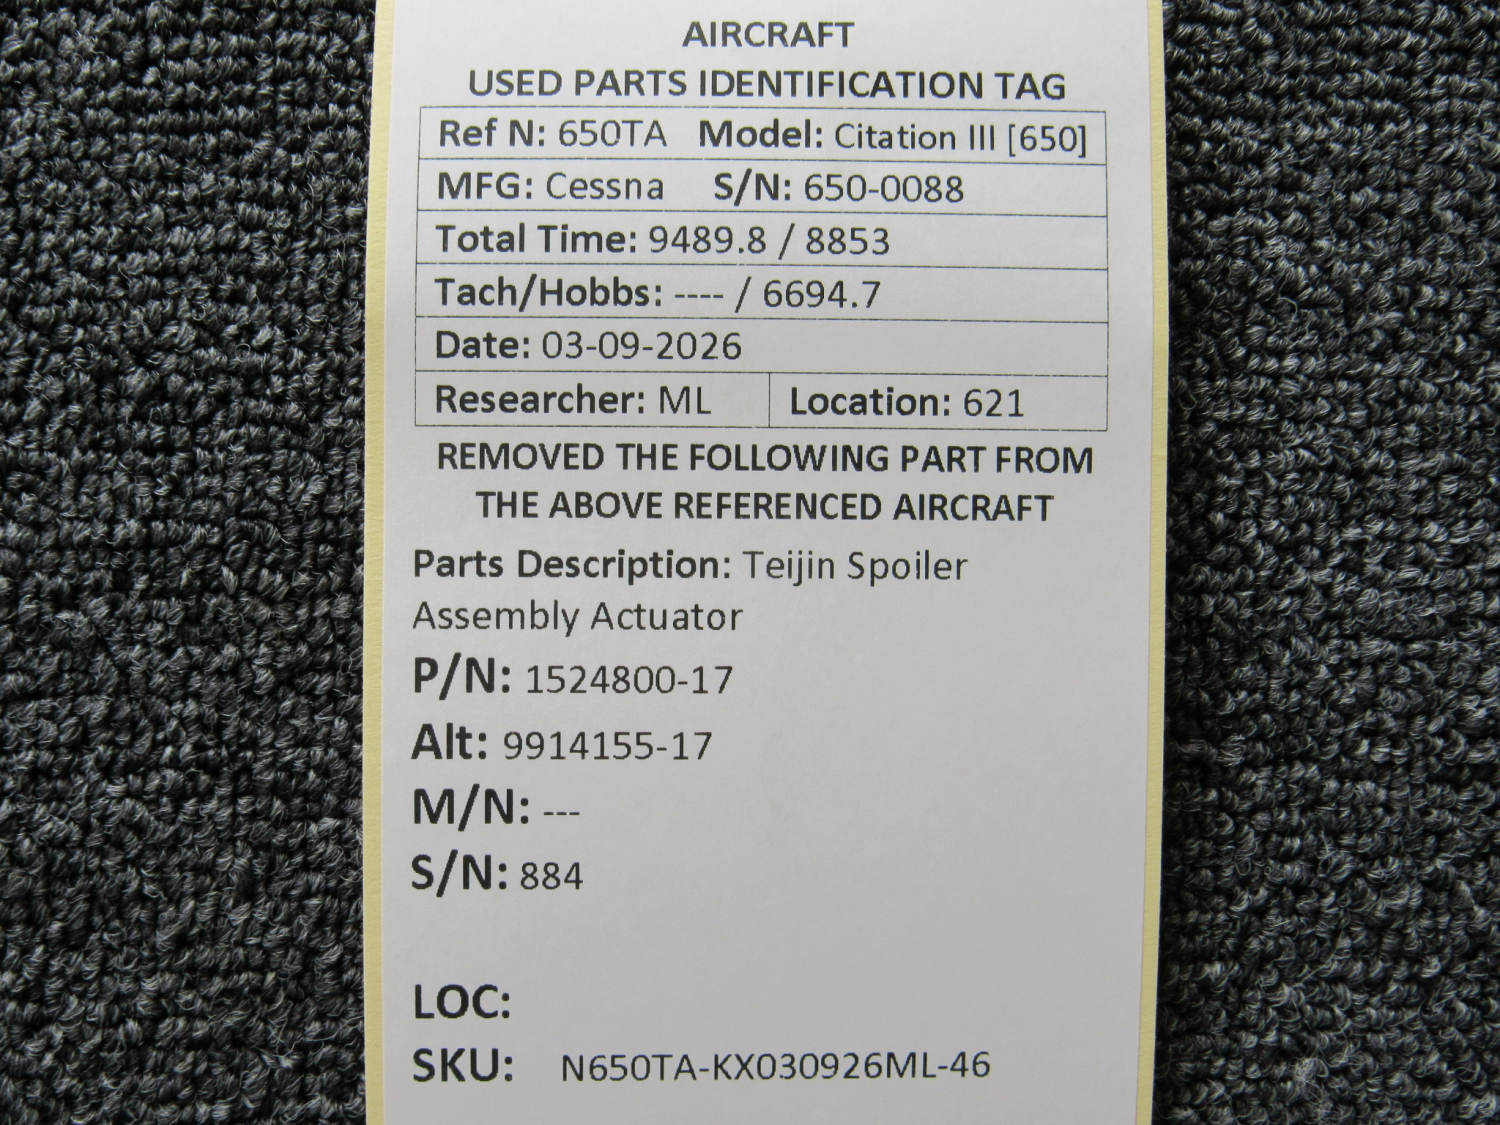 AIRCRAFT
USED PARTS IDENTIFICATION TAG
Ref N: 650TA Model: Citation III [650]
MFG: Cessna S/N: 650-0088
Total Time: 9489.8 / 8853
Tach/Hobbs: ---- / 6694.7
Date: 03-09-2026
Researcher: ML Location: 621
REMOVED THE FOLLOWING PART FROM
THE ABOVE REFERENCED AIRCRAFT
Parts Description: Teijin Spoiler
Assembly Actuator
P/N: 1524800-17
Alt: 9914155-17
M/N: ---
S/N: 884
LOC:
SKU: N650TA-KX030926ML-46